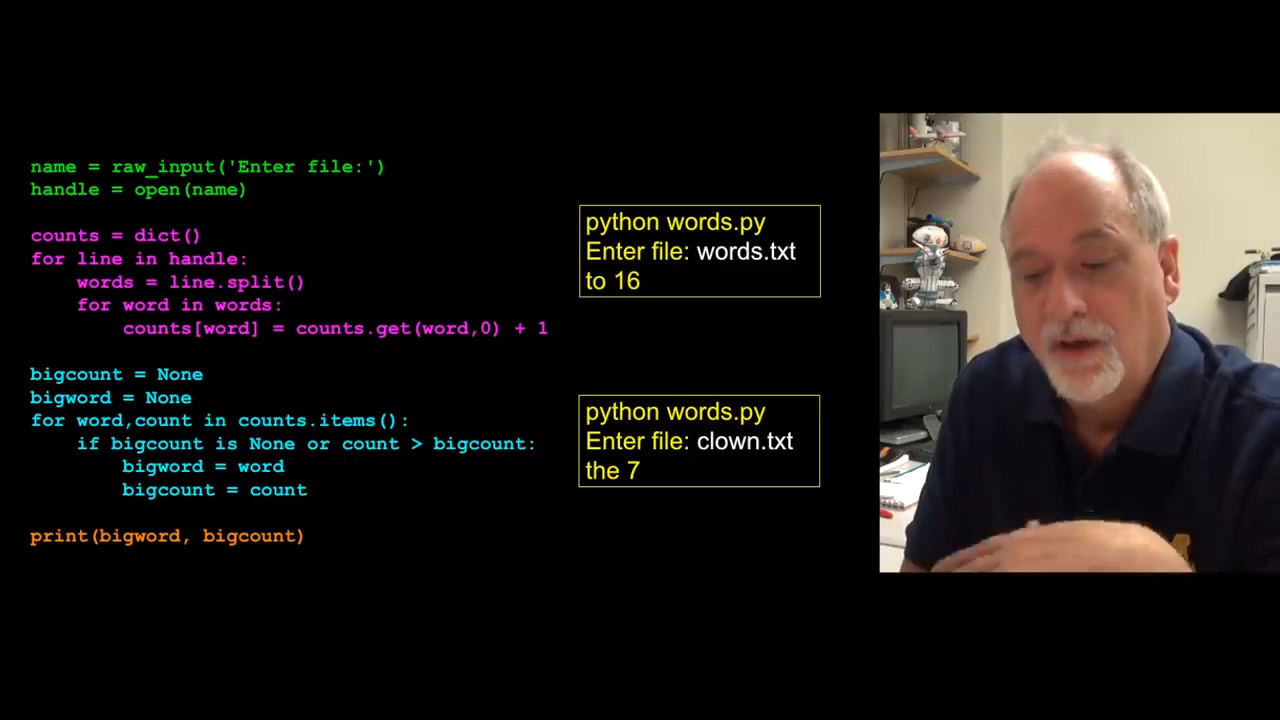 name = raw_input('Enter file:')
handle = open(name)
counts = dict()
for line in handle:
    words = line.split()
    for word in words:
        counts[word] = counts.get(word,0) + 1
bigcount = None
bigword = None
for word,count in counts.items():
    if bigcount is None or count > bigcount:
        bigword = word
        bigcount = count
print(bigword, bigcount)
python words.py
Enter file: words.txt
to 16
python words.py
Enter file: clown.txt
the 7